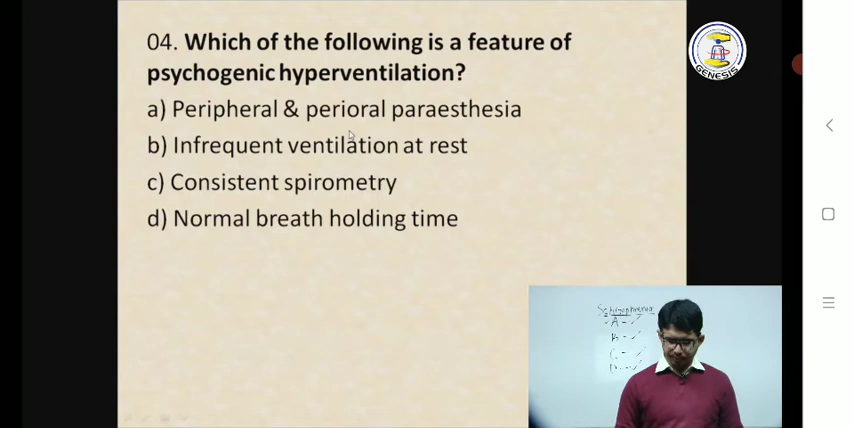 04. Which of the following is a feature of
psychogenic hyperventilation?
a) Peripheral & perioral paraesthesia
b) Infrequent ventilation at rest
c) Consistent spirometry
d) Normal breath holding time
GENESIS
Schizophrenia
A - ✓
B - ✓
C - ✓
D - ✓